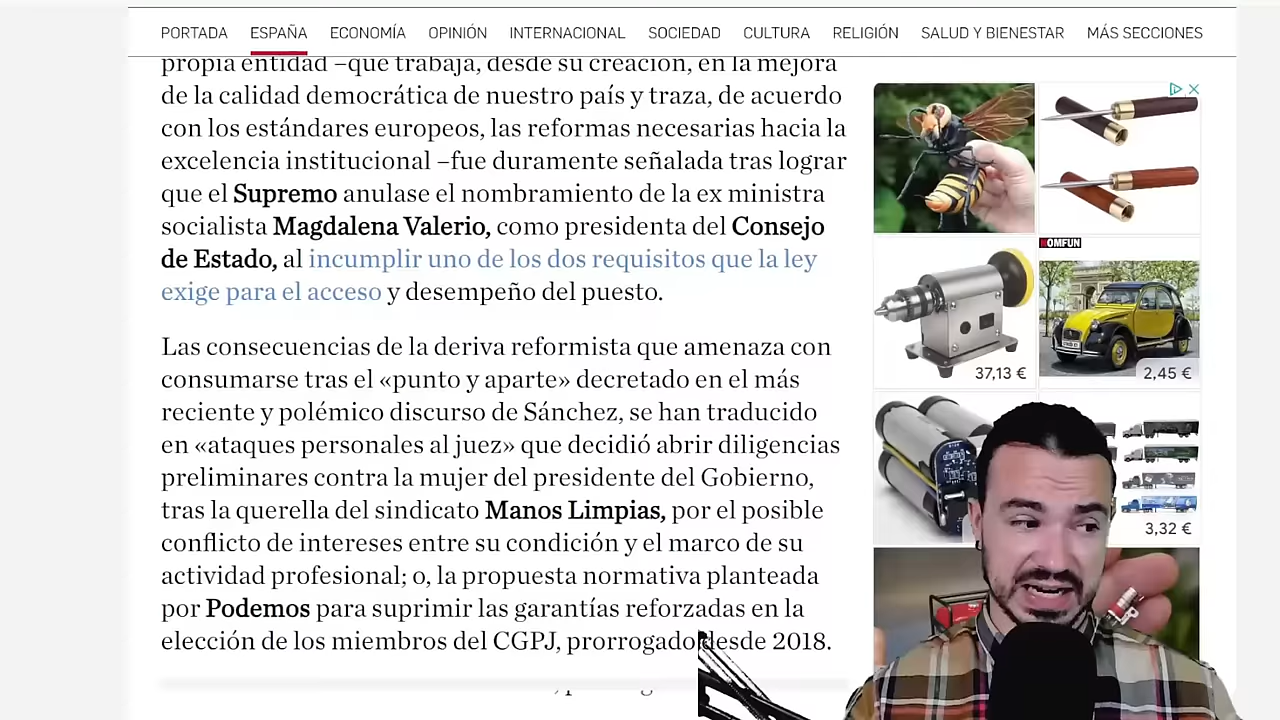 PORTADA ESPAÑA ECONOMÍA OPINIÓN INTERNACIONAL SOCIEDAD CULTURA RELIGIÓN SALUD Y BIENESTAR MÁS SECCIONES
propia entidad –que trabaja, desde su creación, en la mejora
de la calidad democrática de nuestro país y traza, de acuerdo
con los estándares europeos, las reformas necesarias hacia la
excelencia institucional –fue duramente señalada tras lograr
que el Supremo anulase el nombramiento de la ex ministra
socialista Magdalena Valerio, como presidenta del Consejo
de Estado, al incumplir uno de los dos requisitos que la ley
exige para el acceso y desempeño del puesto.
Las consecuencias de la deriva reformista que amenaza con
consumarse tras el «punto y aparte» decretado en el más
reciente y polémico discurso de Sánchez, se han traducido
en «ataques personales al juez» que decidió abrir diligencias
preliminares contra la mujer del presidente del Gobierno,
tras la querella del sindicato Manos Limpias, por el posible
conflicto de intereses entre su condición y el marco de su
actividad profesional; o, la propuesta normativa planteada
por Podemos para suprimir las garantías reforzadas en la
elección de los miembros del CGPJ, prorrogado desde 2018.
KOMFUN
37,13 €
2,45 €
3,32 €